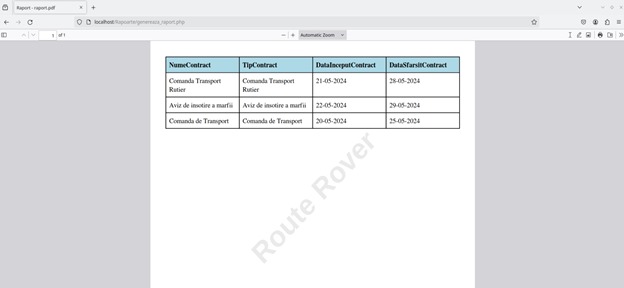 Raport - raport.pdf
localhost/Rapoarte/genereaza_raport.php
1 of 1
Automatic Zoom
NumeContract TipContract DataInceputContract DataSfarsitContract
Comanda Transport Rutier Comanda Transport Rutier 21-05-2024 28-05-2024
Aviz de insotire a marfii Aviz de insotire a marfii 22-05-2024 29-05-2024
Comanda de Transport Comanda de Transport 20-05-2024 25-05-2024
Route Rover